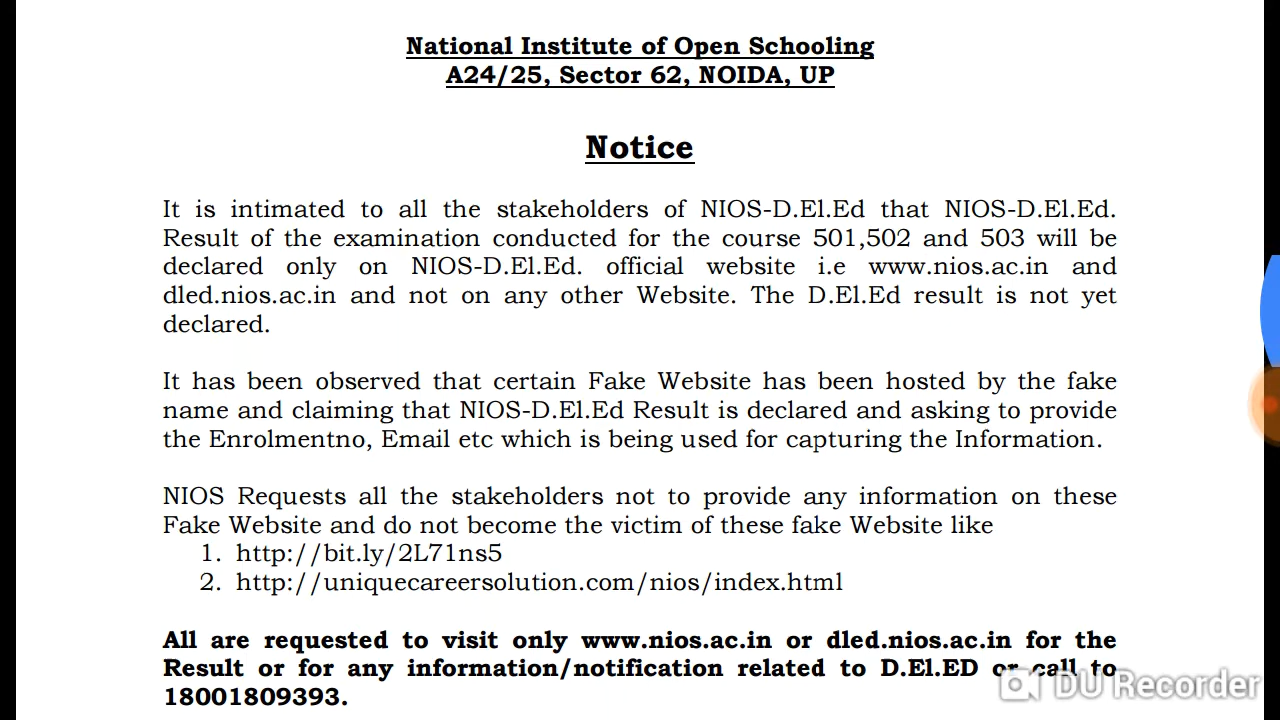 National Institute of Open Schooling
A24/25, Sector 62, NOIDA, UP
Notice
It is intimated to all the stakeholders of NIOS-D.El.Ed that NIOS-D.El.Ed.
Result of the examination conducted for the course 501,502 and 503 will be
declared only on NIOS-D.El.Ed. official website i.e www.nios.ac.in and
dled.nios.ac.in and not on any other Website. The D.El.Ed result is not yet
declared.
It has been observed that certain Fake Website has been hosted by the fake
name and claiming that NIOS-D.El.Ed Result is declared and asking to provide
the Enrolmentno, Email etc which is being used for capturing the Information.
NIOS Requests all the stakeholders not to provide any information on these
Fake Website and do not become the victim of these fake Website like
1. http://bit.ly/2L71ns5
2. http://uniquecareersolution.com/nios/index.html
All are requested to visit only www.nios.ac.in or dled.nios.ac.in for the
Result or for any information/notification related to D.El.ED or call to
18001809393.
DU Recorder